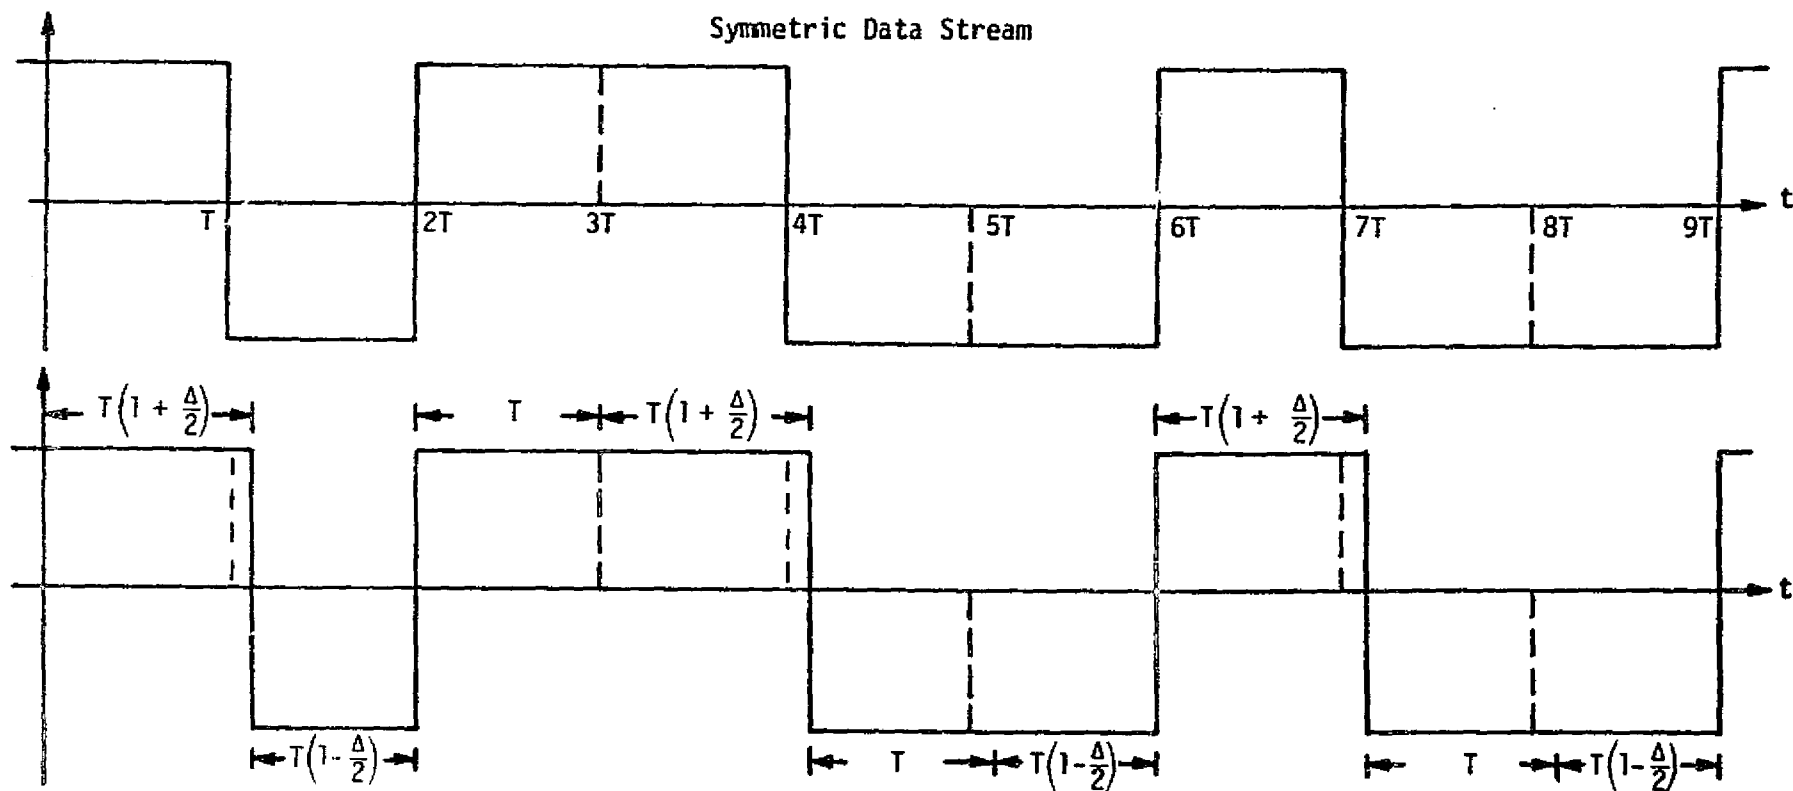 Symmetric Data Stream
T 2T 3T 4T 5T 6T 7T 8T 9T t
T(1 + Δ/2) T T(1 + Δ/2) T(1 + Δ/2)
t
T(1- Δ/2) T T(1- Δ/2) T T(1- Δ/2)